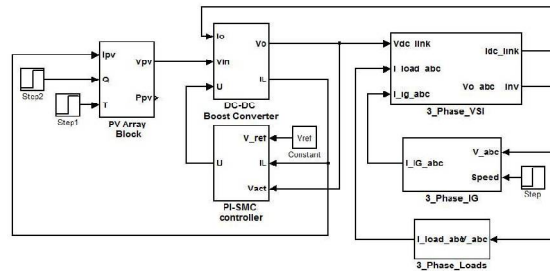 Ipv
G
T
Vpv
Ppv
PV Array
Block
Step2
Step1
Io
Vin
U
Vo
IL
DC-DC
Boost Converter
U
V_ref
IL
Vact
PI-SMC
controller
Vref
Constant
Vdc_link
I_load_abc
I_ig_abc
Idc_link
Vo_abc_inv
3_Phase_VSI
I_IG_abc
V_abc
Speed
3_Phase_IG
Step
I_load_abc
V_abc
3_Phase_Loads